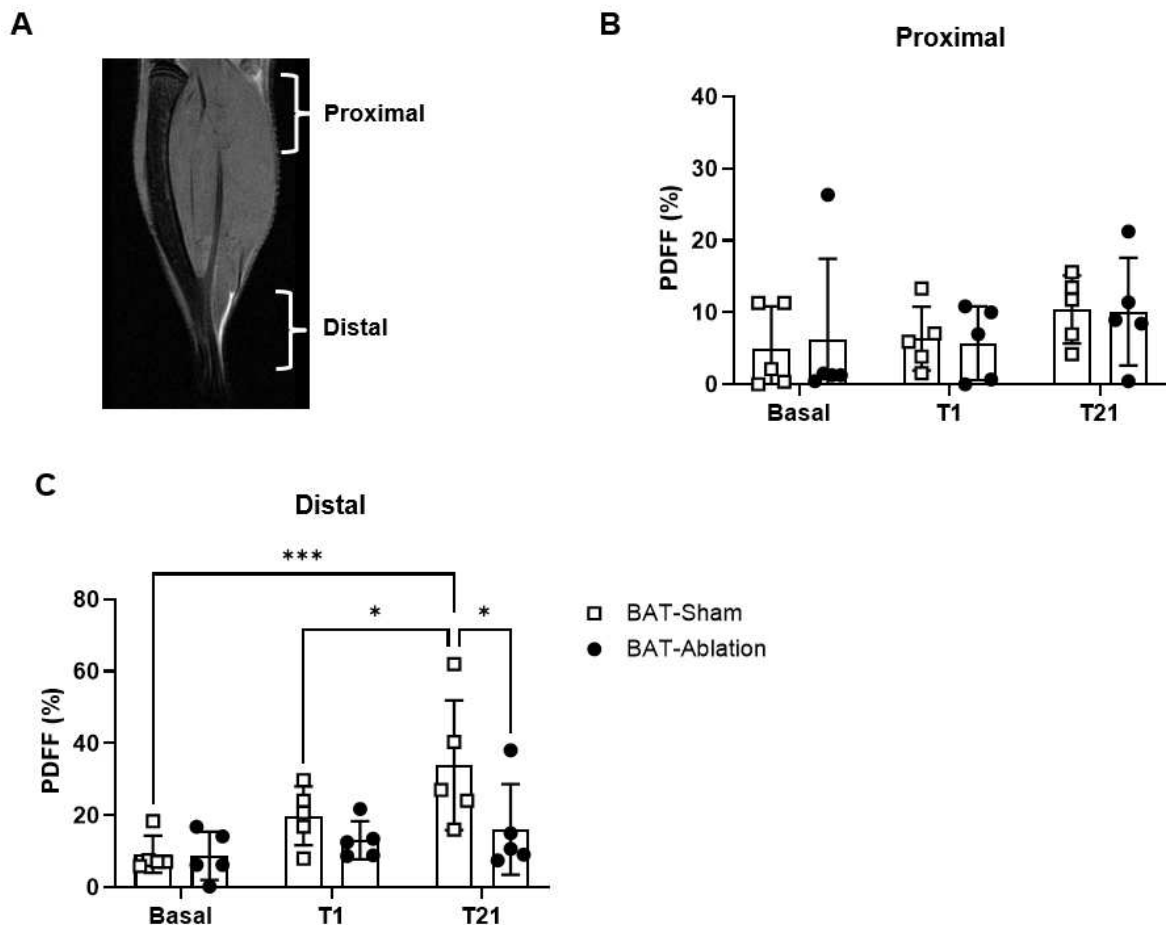 A
Proximal
Distal
B
Proximal
PDFF (%)
40
30
20
10
0
Basal T1 T21
C
Distal
PDFF (%)
80
60
40
20
0
***
* *
Basal T1 T21
BAT-Sham
BAT-Ablation